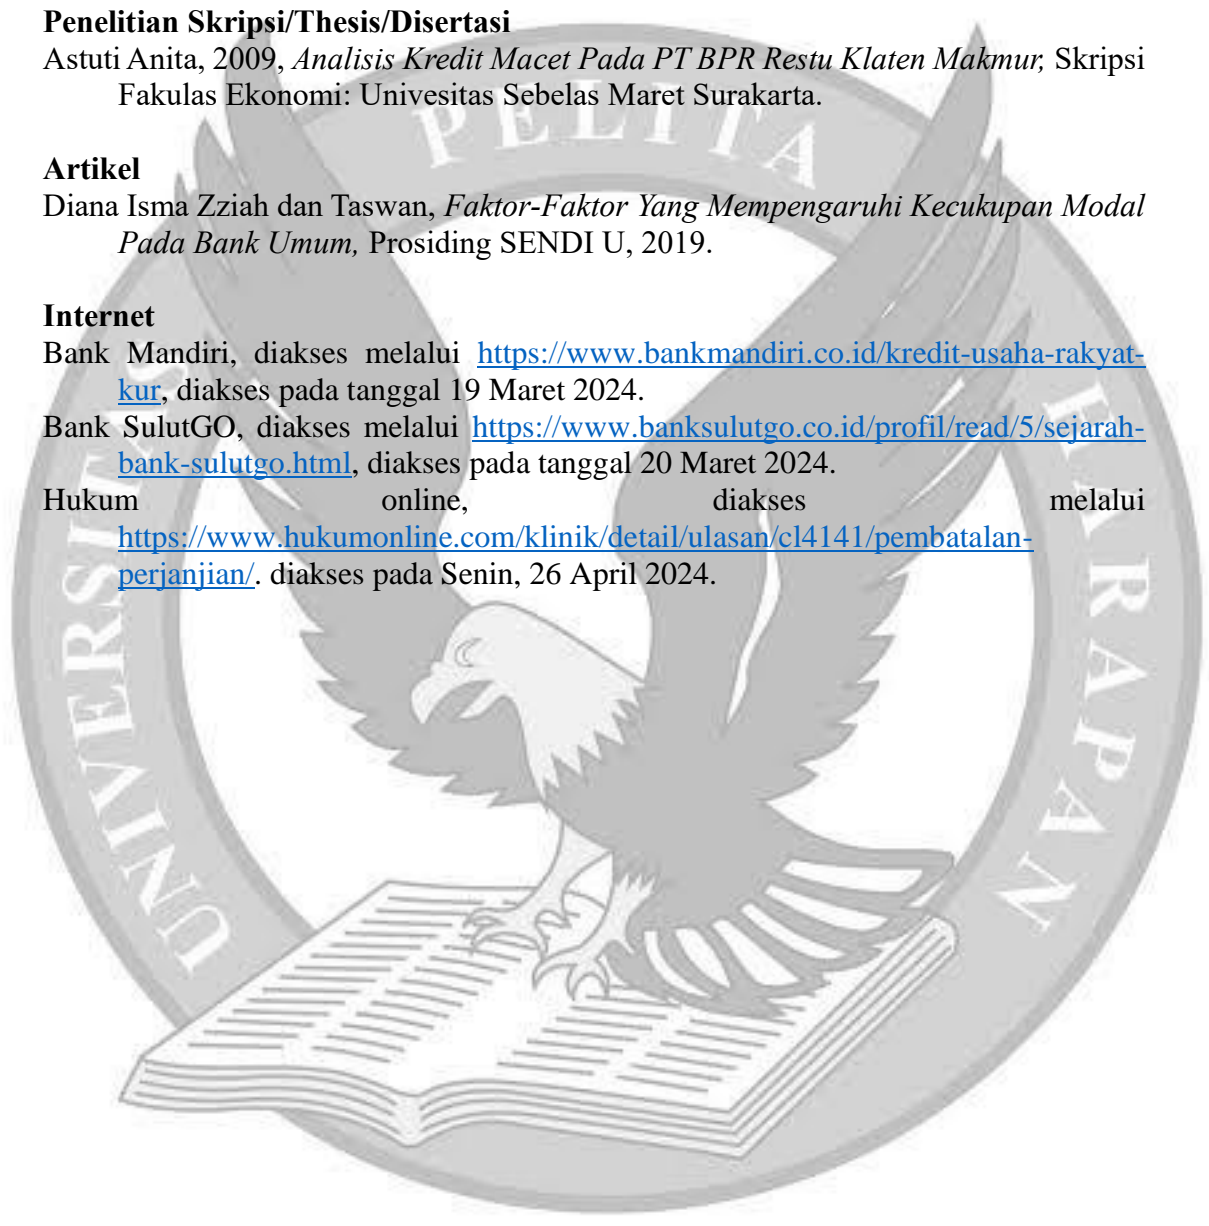 Penelitian Skripsi/Thesis/Disertasi
Astuti Anita, 2009, Analisis Kredit Macet Pada PT BPR Restu Klaten Makmur, Skripsi
Fakulas Ekonomi: Univesitas Sebelas Maret Surakarta.
Artikel
Diana Isma Zziah dan Taswan, Faktor-Faktor Yang Mempengaruhi Kecukupan Modal
Pada Bank Umum, Prosiding SENDI U, 2019.
Internet
Bank Mandiri, diakses melalui https://www.bankmandiri.co.id/kredit-usaha-rakyat-
kur, diakses pada tanggal 19 Maret 2024.
Bank SulutGO, diakses melalui https://www.banksulutgo.co.id/profil/read/5/sejarah-
bank-sulutgo.html, diakses pada tanggal 20 Maret 2024.
Hukum online, diakses melalui
https://www.hukumonline.com/klinik/detail/ulasan/cl4141/pembatalan-
perjanjian/. diakses pada Senin, 26 April 2024.
UNIVERSITAS PELITA HARAPAN